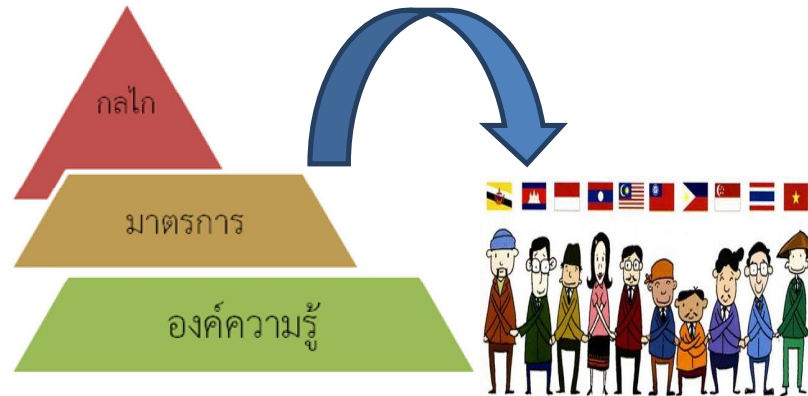 กลไก
มาตรการ
องค์ความรู้